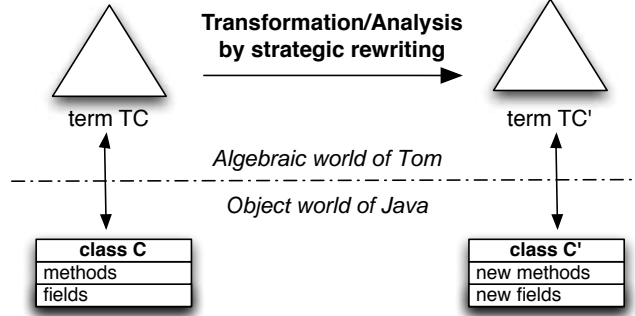 Transformation/Analysis
by strategic rewriting
term TC
term TC'
Algebraic world of Tom
Object world of Java
class C
methods
fields
class C'
new methods
new fields